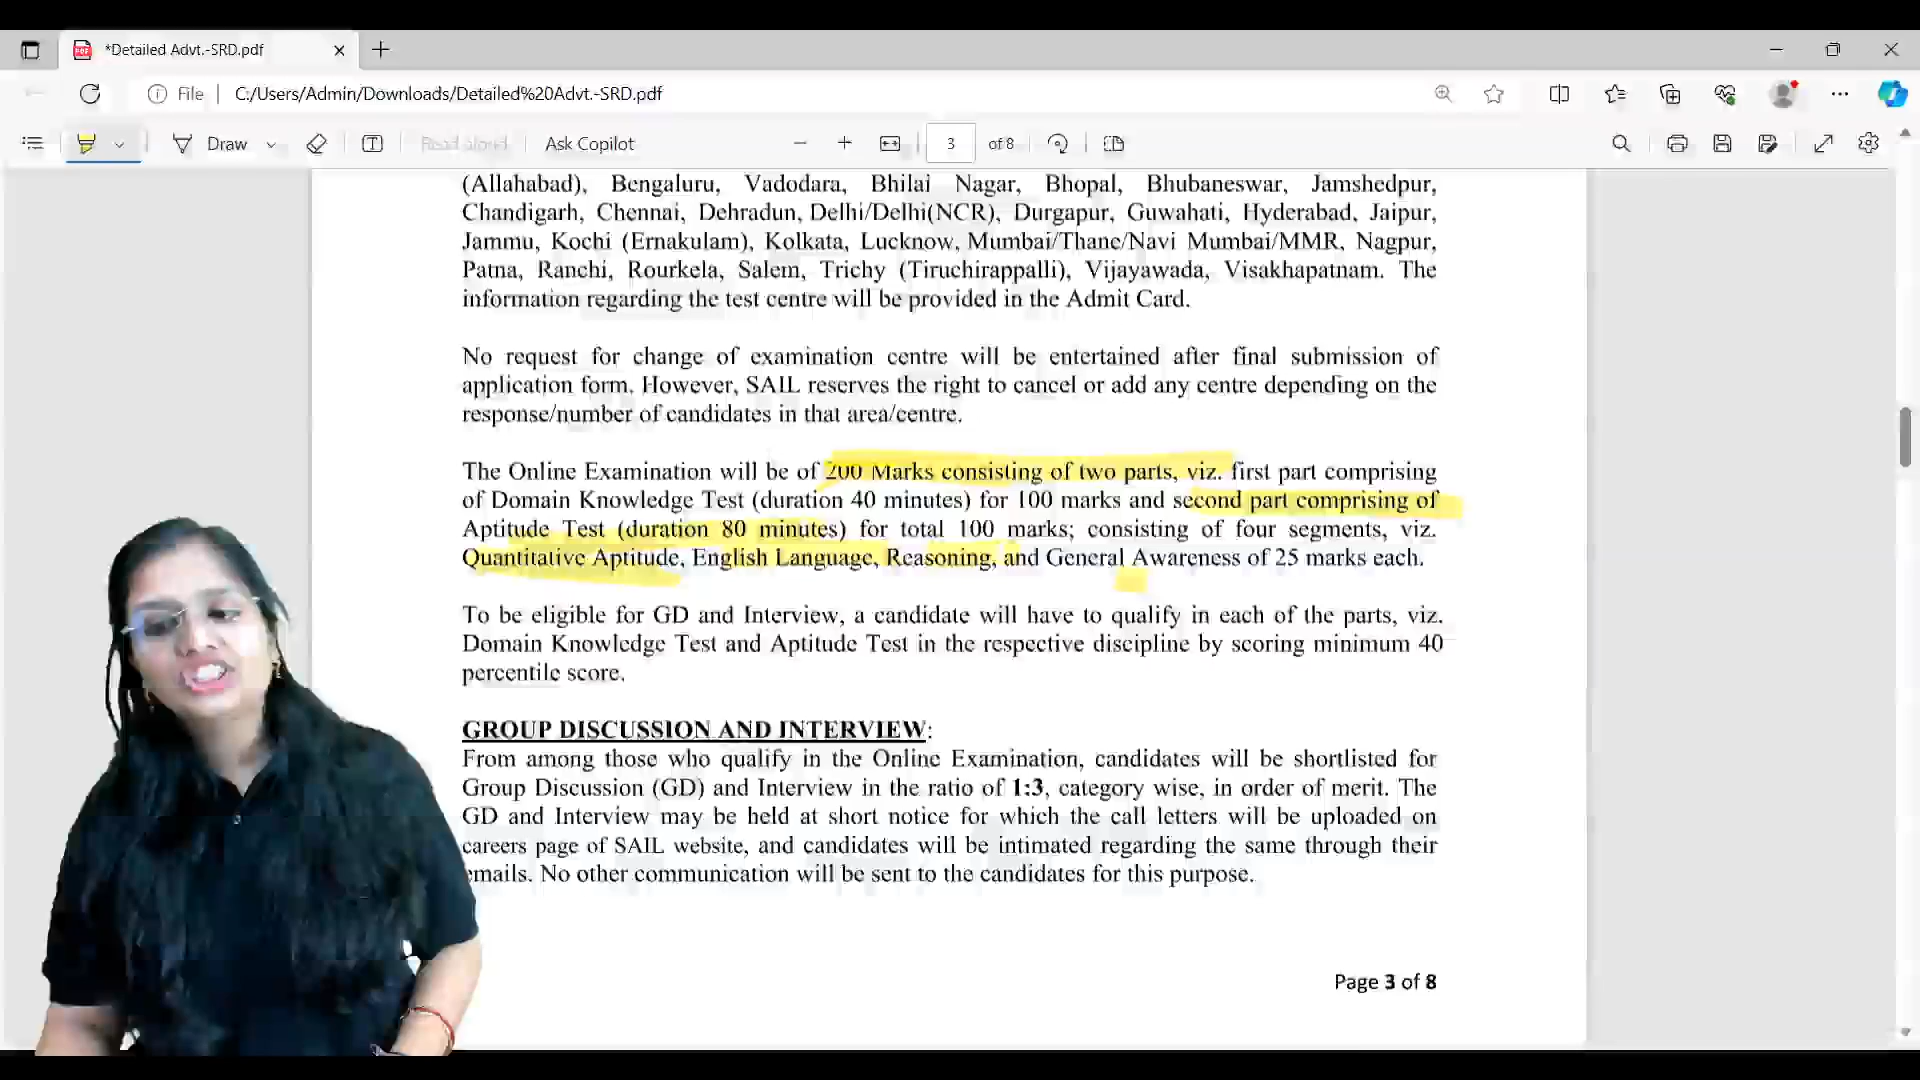 *Detailed Advt.-SRD.pdf
File
C:/Users/Admin/Downloads/Detailed%20Advt.-SRD.pdf
Draw
Read aloud
Ask Copilot
3
of 8
(Allahabad), Bengaluru, Vadodara, Bhilai Nagar, Bhopal, Bhubaneswar, Jamshedpur,
Chandigarh, Chennai, Dehradun, Delhi/Delhi(NCR), Durgapur, Guwahati, Hyderabad, Jaipur,
Jammu, Kochi (Ernakulam), Kolkata, Lucknow, Mumbai/Thane/Navi Mumbai/MMR, Nagpur,
Patna, Ranchi, Rourkela, Salem, Trichy (Tiruchirappalli), Vijayawada, Visakhapatnam. The
information regarding the test centre will be provided in the Admit Card.
No request for change of examination centre will be entertained after final submission of
application form. However, SAIL reserves the right to cancel or add any centre depending on the
response/number of candidates in that area/centre.
The Online Examination will be of 200 Marks consisting of two parts, viz. first part comprising
of Domain Knowledge Test (duration 40 minutes) for 100 marks and second part comprising of
Aptitude Test (duration 80 minutes) for total 100 marks; consisting of four segments, viz.
Quantitative Aptitude, English Language, Reasoning, and General Awareness of 25 marks each.
To be eligible for GD and Interview, a candidate will have to qualify in each of the parts, viz.
Domain Knowledge Test and Aptitude Test in the respective discipline by scoring minimum 40
percentile score.
GROUP DISCUSSION AND INTERVIEW:
From among those who qualify in the Online Examination, candidates will be shortlisted for
Group Discussion (GD) and Interview in the ratio of 1:3, category wise, in order of merit. The
GD and Interview may be held at short notice for which the call letters will be uploaded on
careers page of SAIL website, and candidates will be intimated regarding the same through their
emails. No other communication will be sent to the candidates for this purpose.
Page 3 of 8